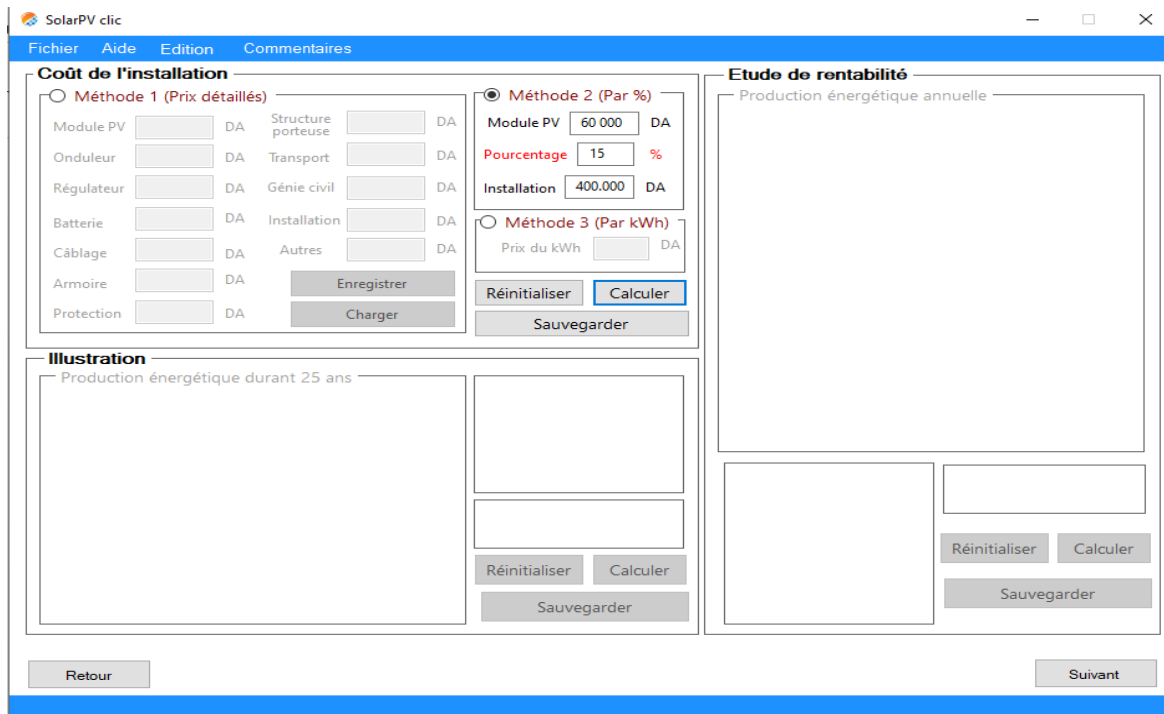 SolarPV clic
Fichier Aide Edition Commentaires
Coût de l'installation
Méthode 1 (Prix détaillés)
Module PV DA Structure porteuse DA
Onduleur DA Transport DA
Régulateur DA Génie civil DA
Batterie DA Installation DA
Câblage DA Autres DA
Armoire DA Enregistrer
Protection DA Charger
Méthode 2 (Par %)
Module PV 60 000 DA
Pourcentage 15 %
Installation 400.000 DA
Méthode 3 (Par kWh)
Prix du kWh DA
Réinitialiser Calculer
Sauvegarder
Illustration
Production énergétique durant 25 ans
Réinitialiser Calculer
Sauvegarder
Etude de rentabilité
Production énergétique annuelle
Réinitialiser Calculer
Sauvegarder
Retour Suivant